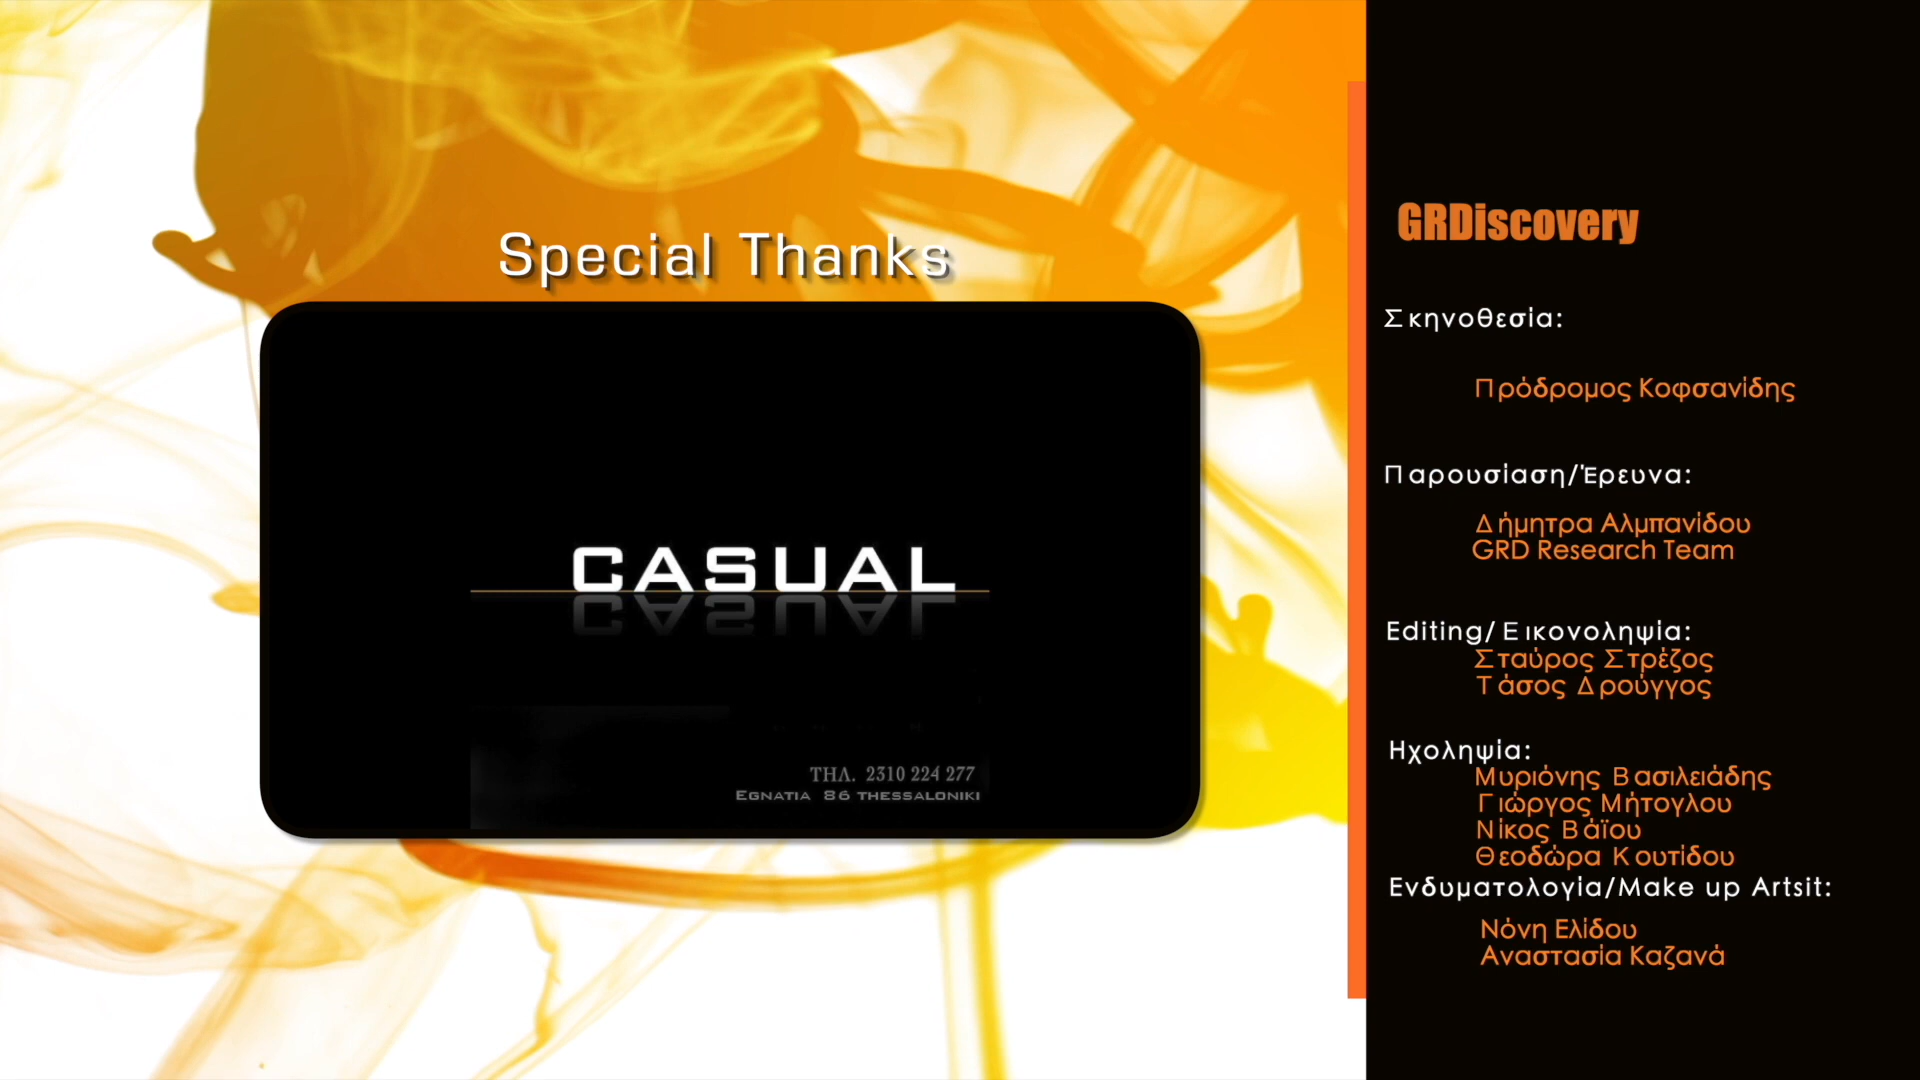 Special Thanks
CASUAL
ΤΗΛ. 2310 224 277
EGNATIA 86 THESSALONIKI
GRDiscovery
Σκηνοθεσία:
Πρόδρομος Κοφσανίδης
Παρουσίαση/Έρευνα:
Δήμητρα Αλμπανίδου
GRD Research Team
Editing/Εικονοληψία:
Σταύρος Στρέζος
Τάσος Δρούγγος
Ηχοληψία:
Μυριόνης Βασιλειάδης
Γιώργος Μήτογλου
Νίκος Βάϊου
Θεοδώρα Κουτίδου
Ενδυματολογία/Make up Artsit:
Νόνη Ελίδου
Αναστασία Καζανά